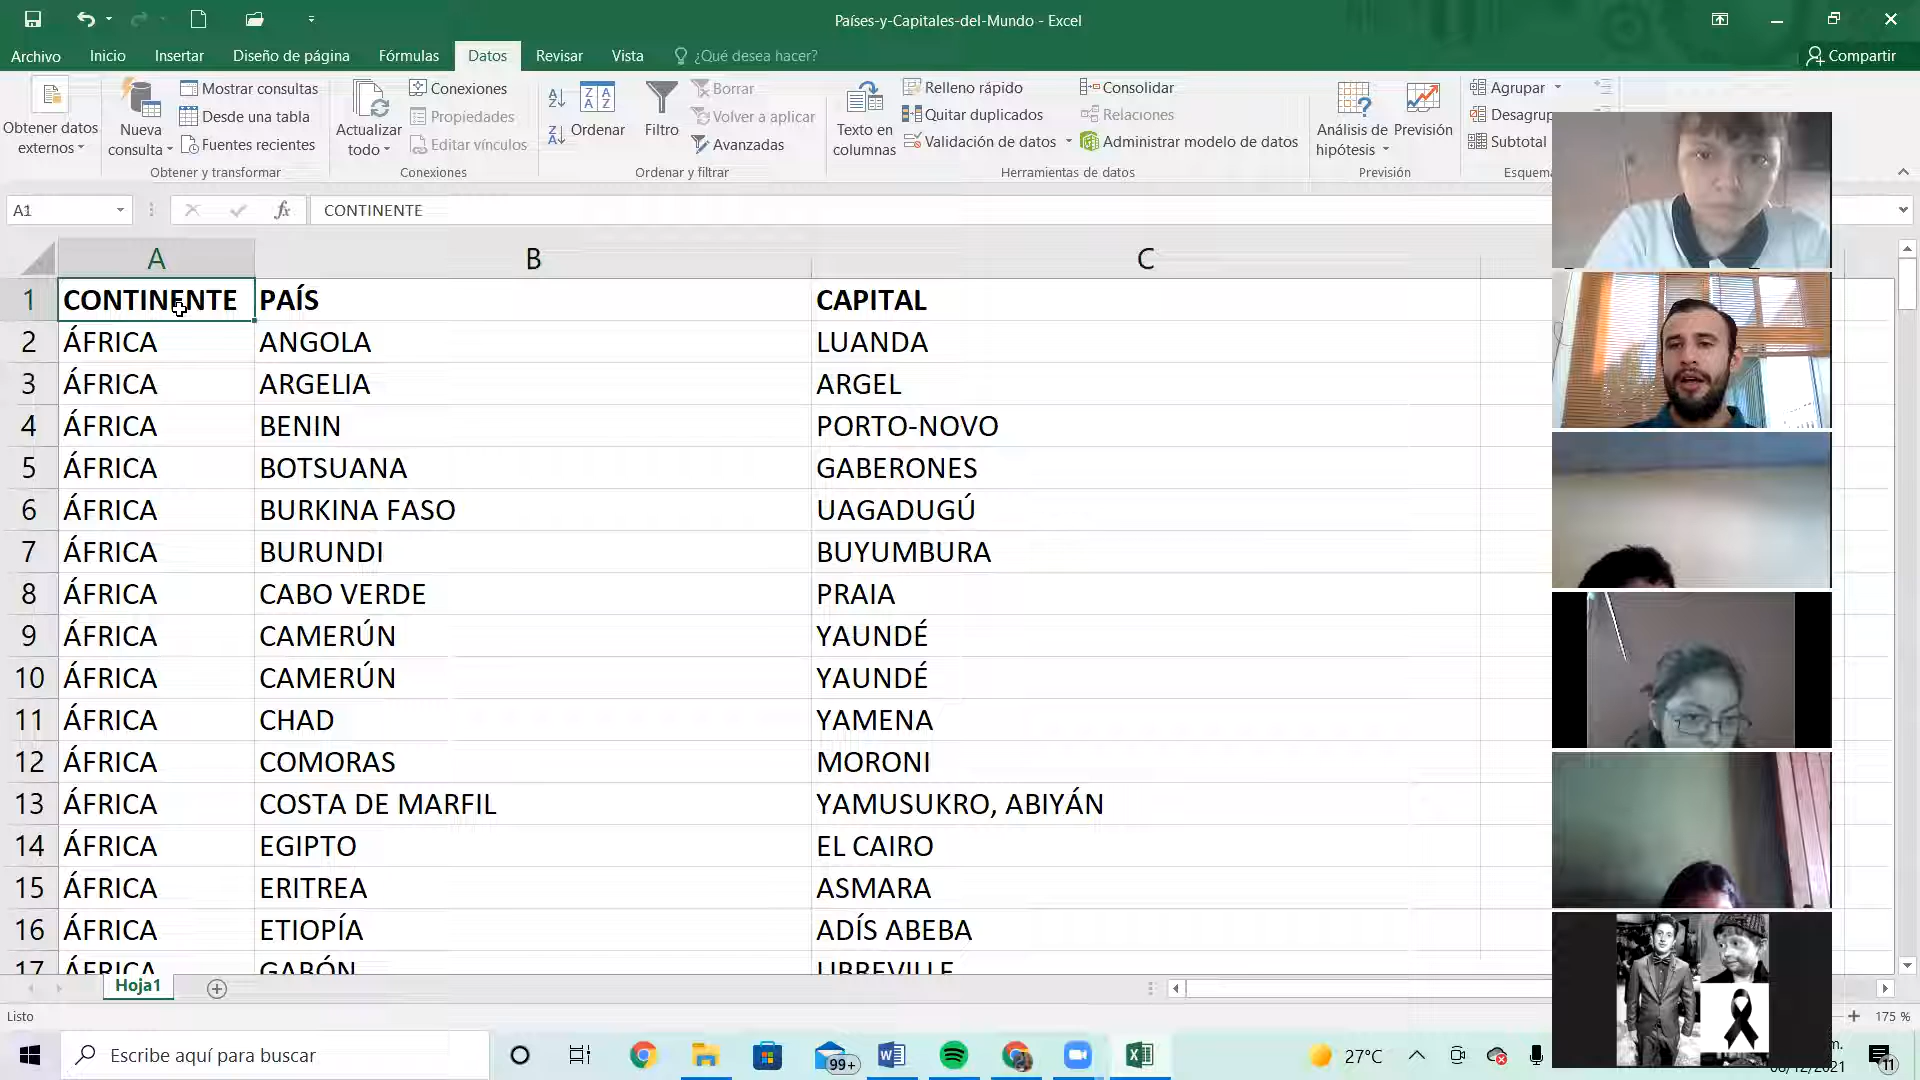 Países-y-Capitales-del-Mundo - Excel
Archivo Inicio Insertar Diseño de página Fórmulas Datos Revisar Vista ¿Qué desea hacer? Compartir
Obtener datos externos
Nueva consulta
Mostrar consultas
Desde una tabla
Fuentes recientes
Obtener y transformar
Actualizar todo
Conexiones
Propiedades
Editar vínculos
Conexiones
Ordenar
Filtro
Borrar
Volver a aplicar
Avanzadas
Ordenar y filtrar
Texto en columnas
Relleno rápido
Quitar duplicados
Validación de datos
Consolidar
Relaciones
Administrar modelo de datos
Herramientas de datos
Análisis de hipótesis
Previsión
Previsión
Agrupar
Desagrup
Subtotal
Esquema
A1 fx CONTINENTE
A B C
1 CONTINENTE PAÍS CAPITAL
2 ÁFRICA ANGOLA LUANDA
3 ÁFRICA ARGELIA ARGEL
4 ÁFRICA BENIN PORTO-NOVO
5 ÁFRICA BOTSUANA GABERONES
6 ÁFRICA BURKINA FASO UAGADUGÚ
7 ÁFRICA BURUNDI BUYUMBURA
8 ÁFRICA CABO VERDE PRAIA
9 ÁFRICA CAMERÚN YAUNDÉ
10 ÁFRICA CAMERÚN YAUNDÉ
11 ÁFRICA CHAD YAMENA
12 ÁFRICA COMORAS MORONI
13 ÁFRICA COSTA DE MARFIL YAMUSUKRO, ABIYÁN
14 ÁFRICA EGIPTO EL CAIRO
15 ÁFRICA ERITREA ASMARA
16 ÁFRICA ETIOPÍA ADÍS ABEBA
17 ÁFRICA GABÓN LIBREVILLE
Hoja1
Listo
175 %
Escribe aquí para buscar
99+
27°C
m.
/12/2021
11